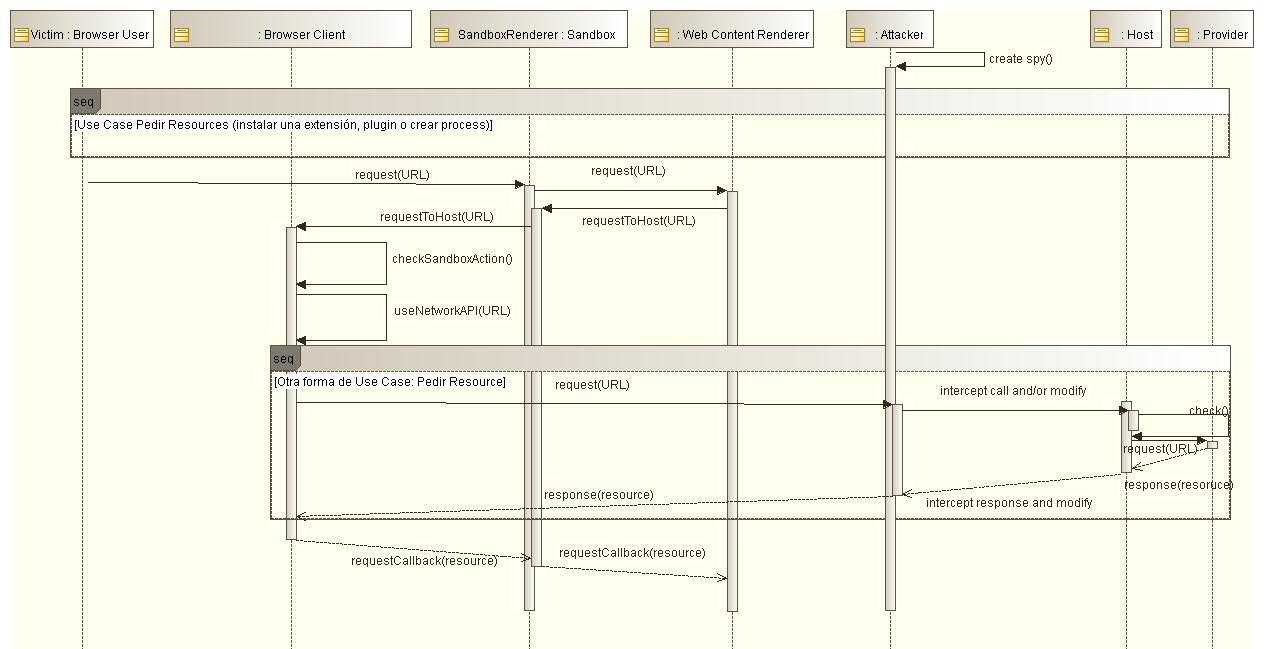 Victim : Browser User
: Browser Client
SandboxRenderer : Sandbox
: Web Content Renderer
: Attacker
: Host
: Provider
create spy()
seq
[Use Case Pedir Resources (instalar una extensión, plugin o crear process)]
request(URL)
request(URL)
requestToHost(URL)
requestToHost(URL)
checkSandboxAction()
useNetworkAPI(URL)
seq
[Otra forma de Use Case: Pedir Resource]
request(URL)
intercept call and/or modify
check()
request(URL)
response(resoruce)
response(resource)
intercept response and modify
requestCallback(resource)
requestCallback(resource)